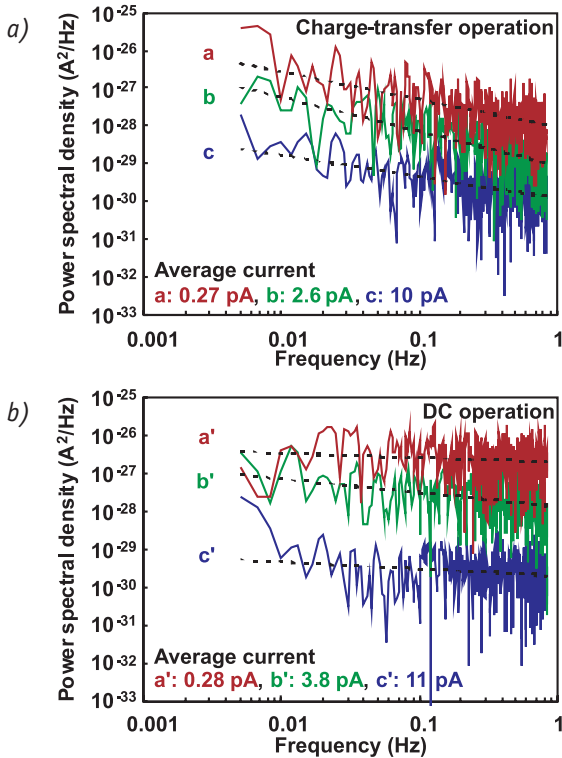 a)
Charge-transfer operation
Power spectral density (A²/Hz)
10⁻²⁵
10⁻²⁶
10⁻²⁷
10⁻²⁸
10⁻²⁹
10⁻³⁰
10⁻³¹
10⁻³²
10⁻³³
a
b
c
Average current
a: 0.27 pA, b: 2.6 pA, c: 10 pA
0.001 0.01 0.1 1
Frequency (Hz)
b)
DC operation
Power spectral density (A²/Hz)
10⁻²⁵
10⁻²⁶
10⁻²⁷
10⁻²⁸
10⁻²⁹
10⁻³⁰
10⁻³¹
10⁻³²
10⁻³³
a'
b'
c'
Average current
a': 0.28 pA, b': 3.8 pA, c': 11 pA
0.001 0.01 0.1 1
Frequency (Hz)